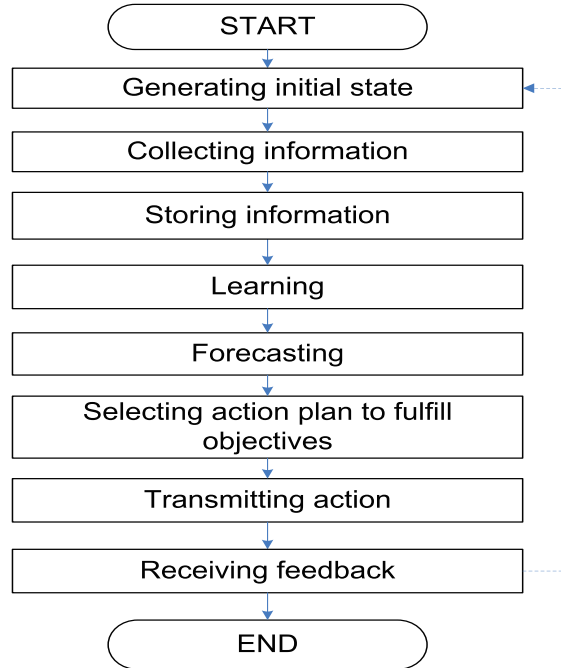 START
Generating initial state
Collecting information
Storing information
Learning
Forecasting
Selecting action plan to fulfill
objectives
Transmitting action
Receiving feedback
END